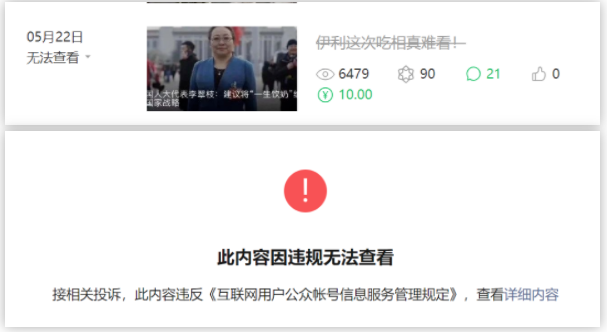 05月22日
无法查看
国人大代表李翠枝：建议将“一生饮奶”
国家战略
伊利这次吃相真难看！
6479 90 21 0
¥ 10.00
!
此内容因违规无法查看
接相关投诉，此内容违反《互联网用户公众帐号信息服务管理规定》，查看详细内容